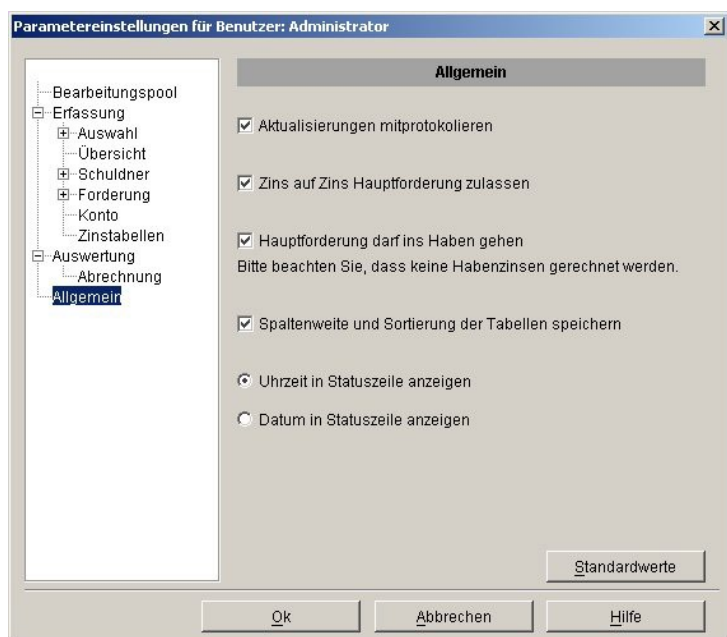 Parametereinstellungen für Benutzer: Administrator
Bearbeitungspool
Erfassung
Auswahl
Übersicht
Schuldner
Forderung
Konto
Zinstabellen
Auswertung
Abrechnung
Allgemein
Allgemein
Aktualisierungen mitprotokolieren
Zins auf Zins Hauptforderung zulassen
Hauptforderung darf ins Haben gehen
Bitte beachten Sie, dass keine Habenzinsen gerechnet werden.
Spaltenweite und Sortierung der Tabellen speichern
Uhrzeit in Statuszeile anzeigen
Datum in Statuszeile anzeigen
Standardwerte
Ok Abbrechen Hilfe